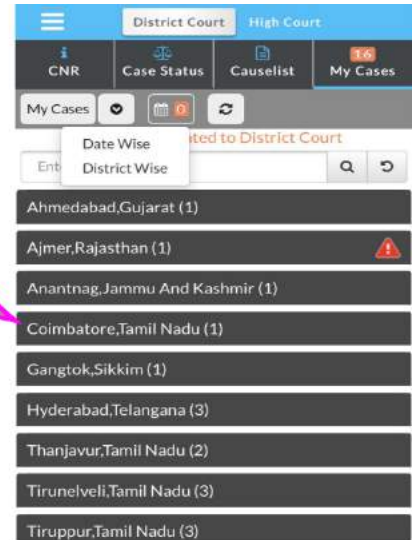 District Court High Court
CNR Case Status Causelist 16 My Cases
My Cases 0
ated to District Court
Date Wise
Ent
District Wise
Ahmedabad,Gujarat (1)
Ajmer,Rajasthan (1)
Anantnag,Jammu And Kashmir (1)
Coimbatore,Tamil Nadu (1)
Gangtok,Sikkim (1)
Hyderabad,Telangana (3)
Thanjavur,Tamil Nadu (2)
Tirunelveli,Tamil Nadu (3)
Tiruppur,Tamil Nadu (3)